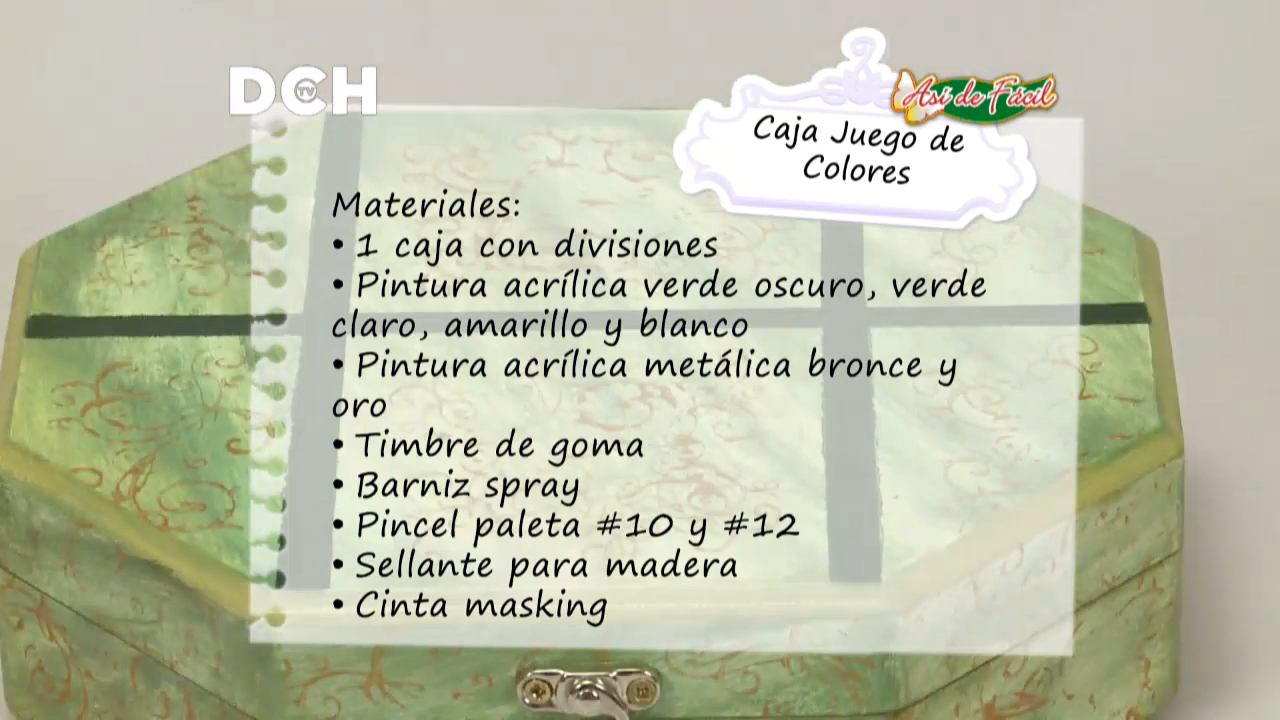 DCH
TV
Así de Fácil
Caja Juego de
Colores
Materiales:
• 1 caja con divisiones
• Pintura acrílica verde oscuro, verde
claro, amarillo y blanco
• Pintura acrílica metálica bronce y
oro
• Timbre de goma
• Barniz spray
• Pincel paleta #10 y #12
• Sellante para madera
• Cinta masking